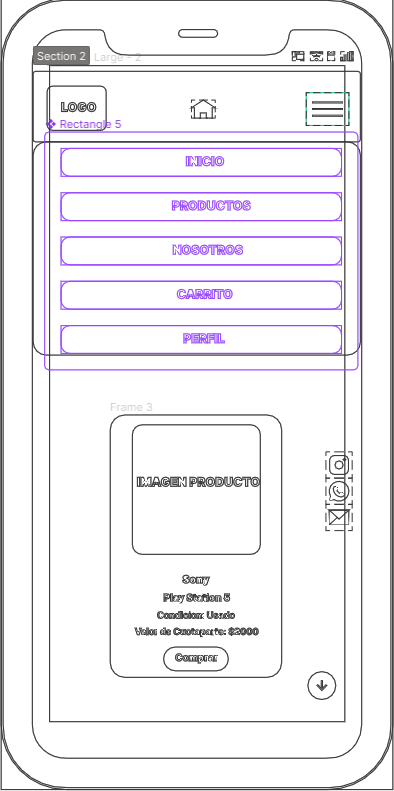 Section 2 Large - 2
LOGO
Rectangle 5
INICIO
PRODUCTOS
NOSOTROS
CARRITO
PERFIL
Frame 3
IMAGEN PRODUCTO
Sony
Play Station 5
Condicion: Usado
Valor de Cuotaparte: $2000
Comprar